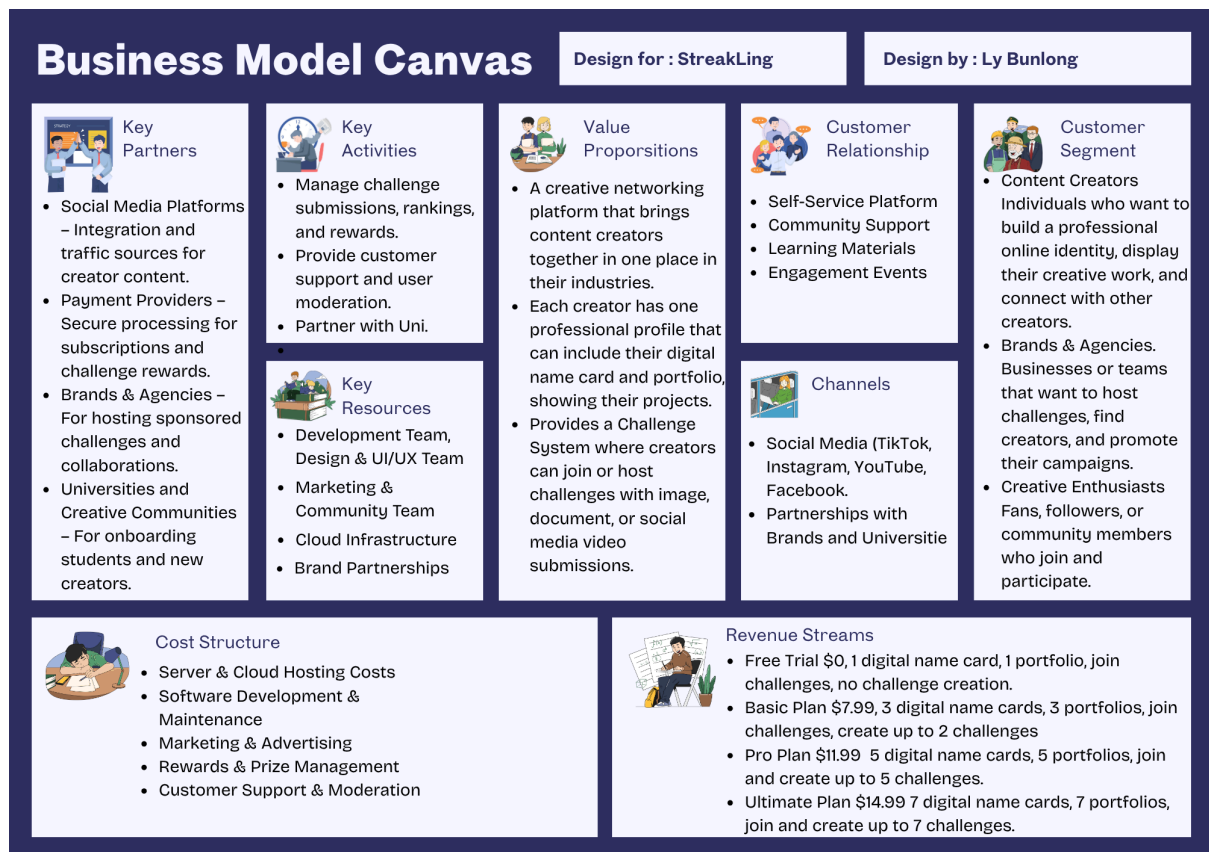 Business Model Canvas
Design for : StreakLing
Design by : Ly Bunlong
Key
Partners
• Social Media Platforms
– Integration and
traffic sources for
creator content.
• Payment Providers –
Secure processing for
subscriptions and
challenge rewards.
• Brands & Agencies –
For hosting sponsored
challenges and
collaborations.
• Universities and
Creative Communities
– For onboarding
students and new
creators.
Key
Activities
• Manage challenge
submissions, rankings,
and rewards.
• Provide customer
support and user
moderation.
• Partner with Uni.
•
Key
Resources
• Development Team,
Design & UI/UX Team
• Marketing &
Community Team
• Cloud Infrastructure
• Brand Partnerships
Value
Proporsitions
• A creative networking
platform that brings
content creators
together in one place in
their industries.
• Each creator has one
professional profile that
can include their digital
name card and portfolio,
showing their projects.
• Provides a Challenge
System where creators
can join or host
challenges with image,
document, or social
media video
submissions.
Customer
Relationship
• Self-Service Platform
• Community Support
• Learning Materials
• Engagement Events
Channels
• Social Media (TikTok,
Instagram, YouTube,
Facebook.
• Partnerships with
Brands and Universitie
Customer
Segment
• Content Creators
Individuals who want to
build a professional
online identity, display
their creative work, and
connect with other
creators.
• Brands & Agencies.
Businesses or teams
that want to host
challenges, find
creators, and promote
their campaigns.
• Creative Enthusiasts
Fans, followers, or
community members
who join and
participate.
Cost Structure
• Server & Cloud Hosting Costs
• Software Development &
Maintenance
• Marketing & Advertising
• Rewards & Prize Management
• Customer Support & Moderation
Revenue Streams
• Free Trial $0, 1 digital name card, 1 portfolio, join
challenges, no challenge creation.
• Basic Plan $7.99, 3 digital name cards, 3 portfolios, join
challenges, create up to 2 challenges
• Pro Plan $11.99  5 digital name cards, 5 portfolios, join
and create up to 5 challenges.
• Ultimate Plan $14.99 7 digital name cards, 7 portfolios,
join and create up to 7 challenges.